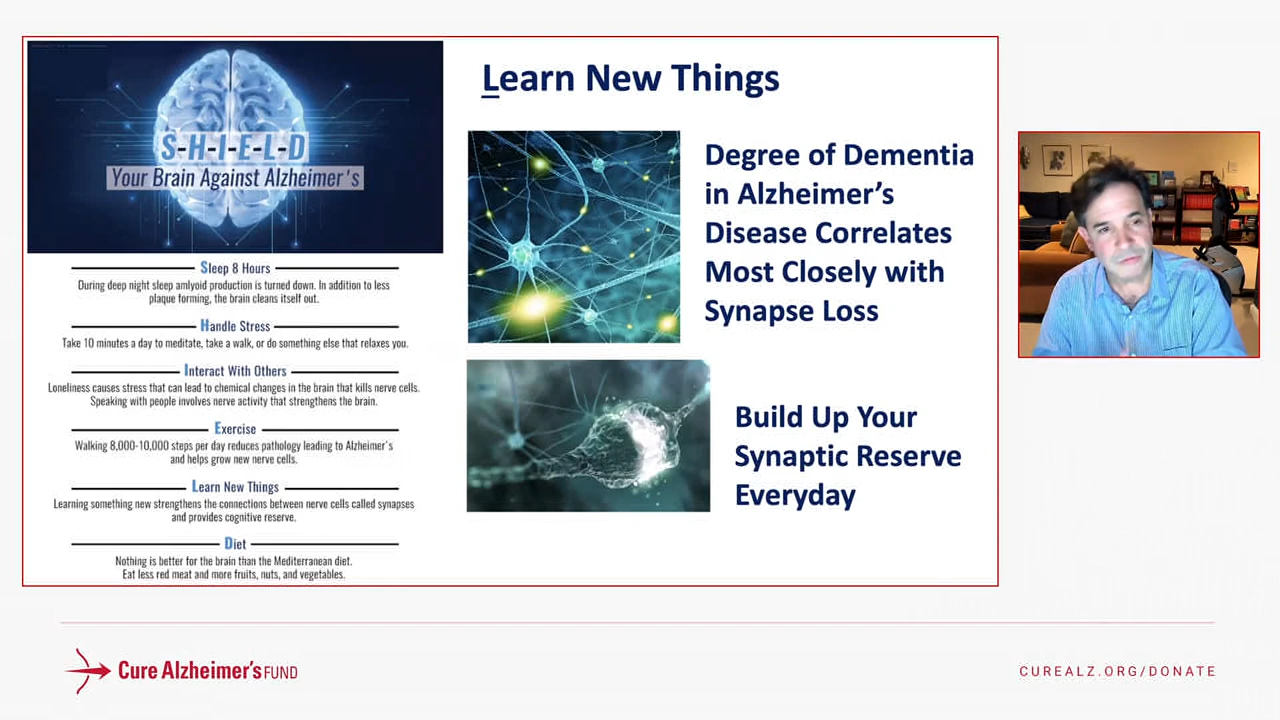 S-H-I-E-L-D
Your Brain Against Alzheimer's
Sleep 8 Hours
During deep night sleep amlyoid production is turned down. In addition to less
plaque forming, the brain cleans itself out.
Handle Stress
Take 10 minutes a day to meditate, take a walk, or do something else that relaxes you.
Interact With Others
Loneliness causes stress that can lead to chemical changes in the brain that kills nerve cells.
Speaking with people involves nerve activity that strengthens the brain.
Exercise
Walking 8,000-10,000 steps per day reduces pathology leading to Alzheimer's
and helps grow new nerve cells.
Learn New Things
Learning something new strengthens the connections between nerve cells called synapses
and provides cognitive reserve.
Diet
Nothing is better for the brain than the Mediterranean diet.
Eat less red meat and more fruits, nuts, and vegetables.
Learn New Things
Degree of Dementia
in Alzheimer’s
Disease Correlates
Most Closely with
Synapse Loss
Build Up Your
Synaptic Reserve
Everyday
Cure Alzheimer's FUND
CUREALZ.ORG/DONATE